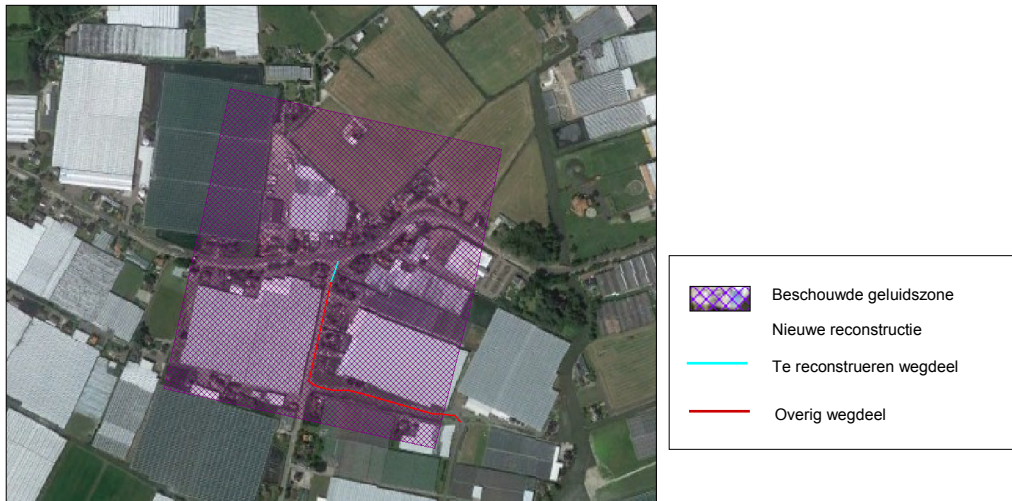 Beschouwde geluidszone
Nieuwe reconstructie
Te reconstrueren wegdeel
Overig wegdeel